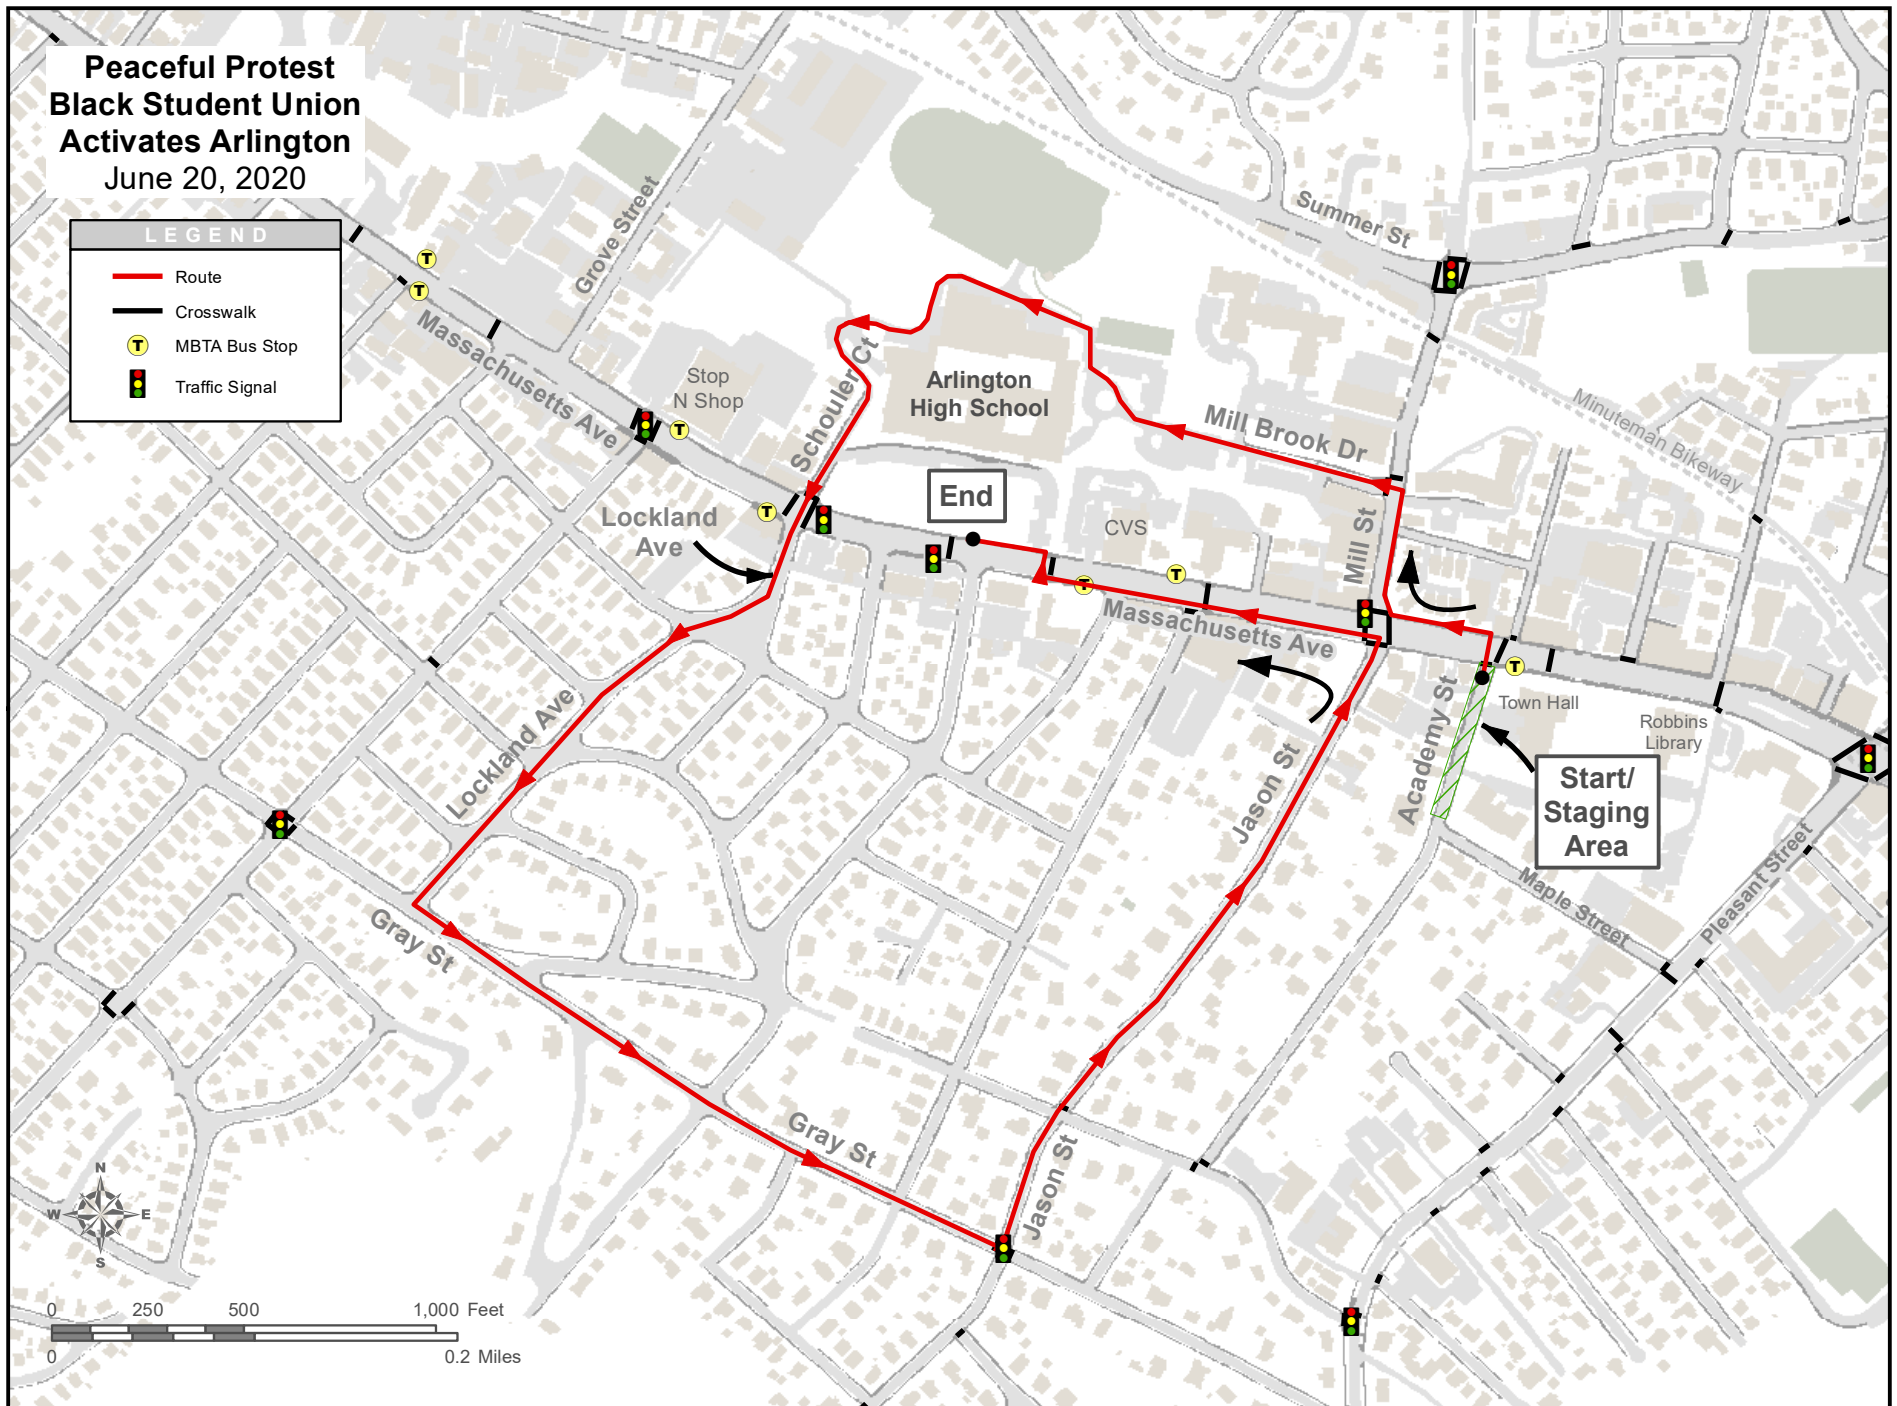 Peaceful Protest
Black Student Union
Activates Arlington
June 20, 2020
LEGEND
Route
Crosswalk
T
MBTA Bus Stop
Traffic Signal
Grove Street
Summer St
T
T
Massachusetts Ave
Stop
N Shop
T
Schouler Ct
Arlington
High School
Mill Brook Dr
Minuteman Bikeway
End
CVS
Mill St
T
Lockland
Ave
T
T
Massachusetts Ave
T
Town Hall
Robbins
Library
Academy St
Start/
Staging
Area
Jason St
Lockland Ave
Maple Street
Pleasant Street
Gray St
Gray St
Jason St
N
W
E
S
0 250 500 1,000 Feet
0 0.2 Miles